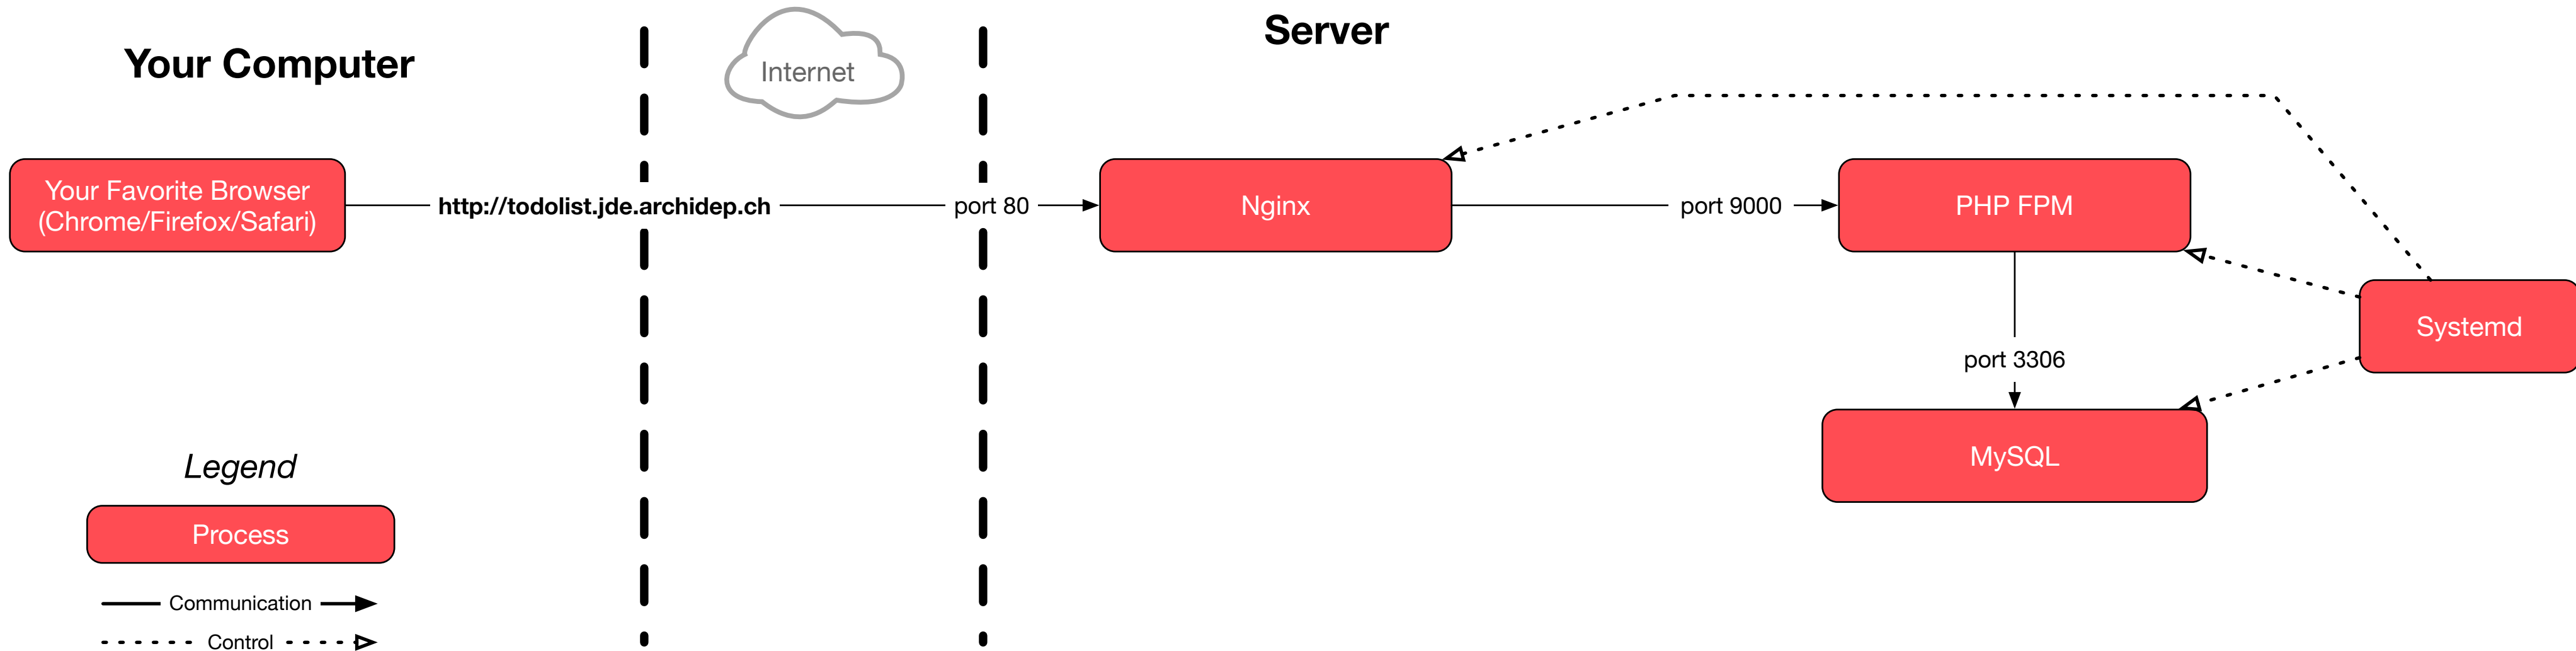 Your Computer
Internet
Server
Your Favorite Browser
(Chrome/Firefox/Safari)
http://todolist.jde.archidep.ch
port 80
Nginx
port 9000
PHP FPM
Systemd
port 3306
MySQL
Legend
Process
Communication
Control